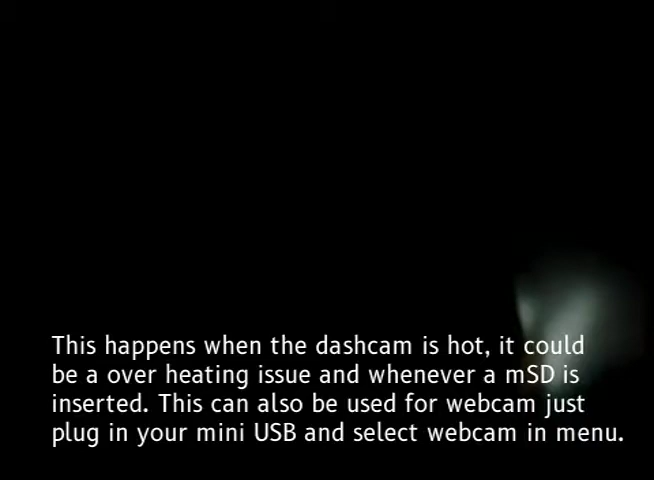 This happens when the dashcam is hot, it could
be a over heating issue and whenever a mSD is
inserted. This can also be used for webcam just
plug in your mini USB and select webcam in menu.